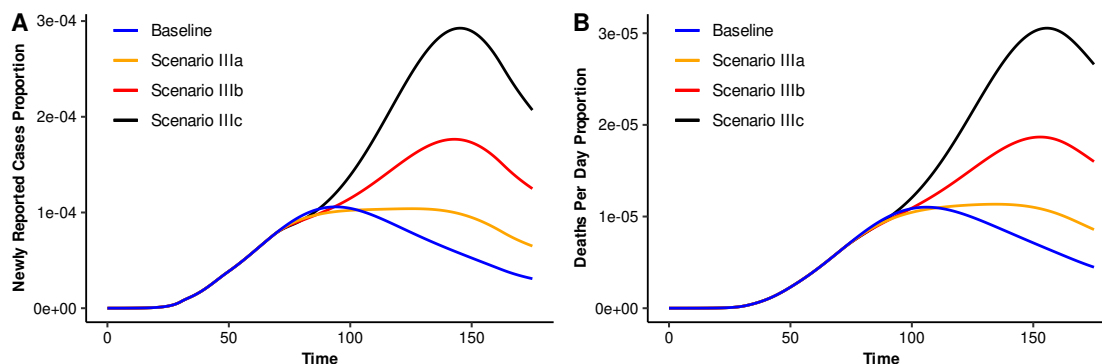 A
Newly Reported Cases Proportion
3e-04
2e-04
1e-04
0e+00
Baseline
Scenario IIIa
Scenario IIIb
Scenario IIIc
0 50 100 150
Time
B
Deaths Per Day Proportion
3e-05
2e-05
1e-05
0e+00
Baseline
Scenario IIIa
Scenario IIIb
Scenario IIIc
0 50 100 150
Time